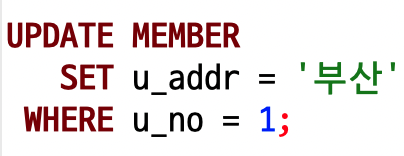 UPDATE MEMBER
SET u_addr = '부산'
WHERE u_no = 1;